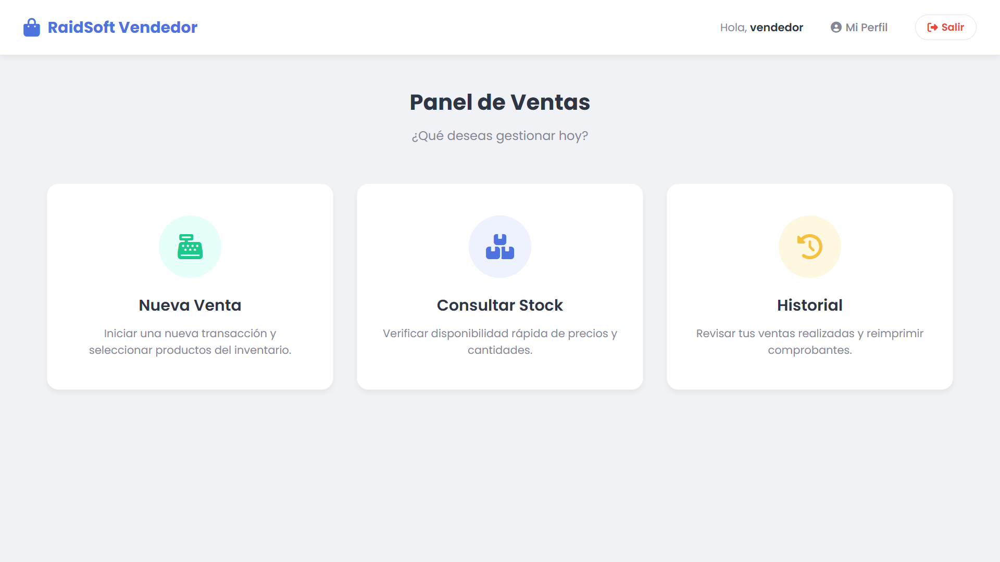 RaidSoft Vendedor
Hola, vendedor
Mi Perfil
Salir
Panel de Ventas
¿Qué deseas gestionar hoy?
Nueva Venta
Iniciar una nueva transacción y
seleccionar productos del inventario.
Consultar Stock
Verificar disponibilidad rápida de precios y
cantidades.
Historial
Revisar tus ventas realizadas y reimprimir
comprobantes.